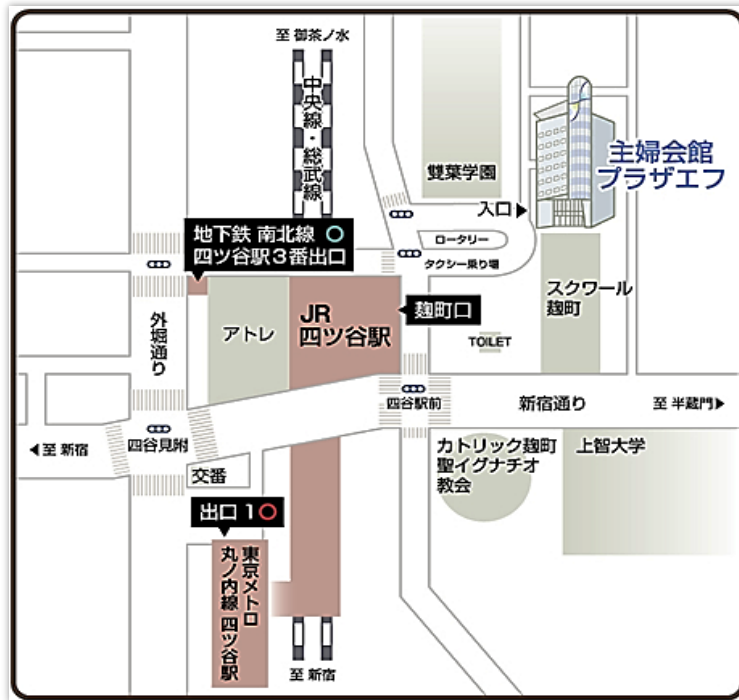 至 御茶ノ水
中央線・総武線
雙葉学園
主婦会館
プラザエフ
入口▶
地下鉄 南北線 ○
四ツ谷駅3番出口
ロータリー
タクシー乗り場
外堀通り
アトレ
JR
四ツ谷駅
麹町口
スクワール
麹町
TOILET
四谷駅前
新宿通り
至 半蔵門▶
◀至 新宿
四谷見附
交番
カトリック麹町
聖イグナチオ
教会
上智大学
出口 1○
東京メトロ
丸ノ内線 四ツ谷駅
至 新宿